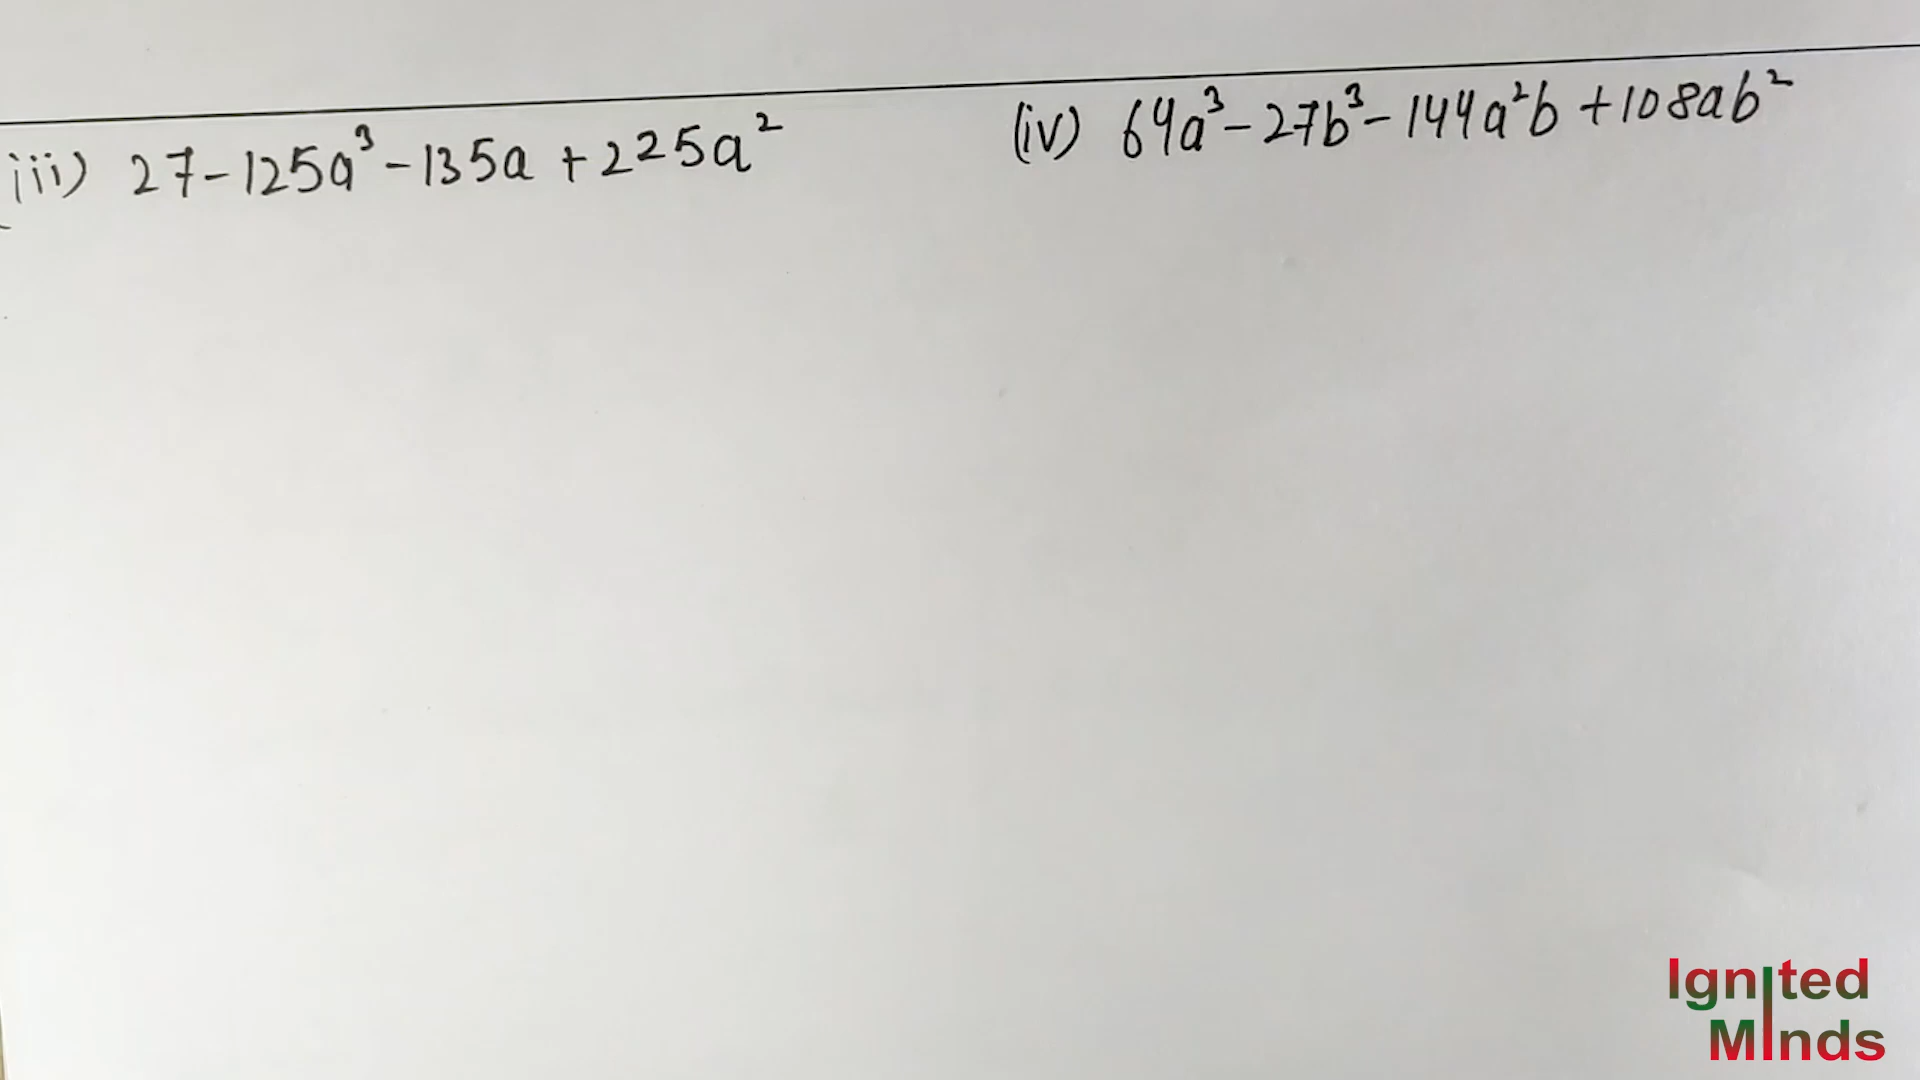 iii) 27-125a³-135a+225a²
(iv) 64a³-27b³-144a²b+108ab²
Ignited
Minds